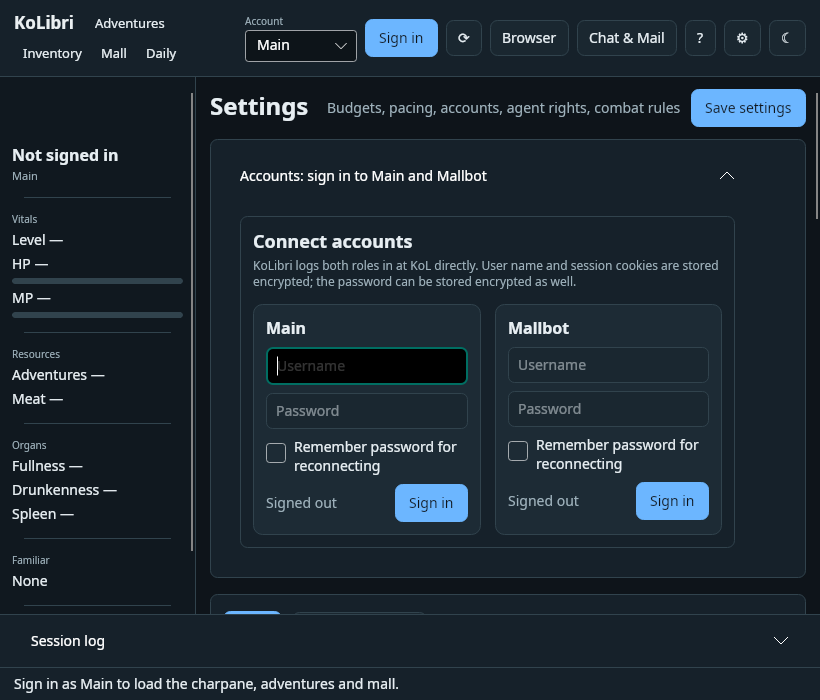 KoLibri
Adventures
Inventory
Mall
Daily
Account
Main
Sign in
Browser
Chat & Mail
?
Not signed in
Main
Vitals
Level —
HP —
MP —
Resources
Adventures —
Meat —
Organs
Fullness —
Drunkenness —
Spleen —
Familiar
None
Settings
Budgets, pacing, accounts, agent rights, combat rules
Save settings
Accounts: sign in to Main and Mallbot
Connect accounts
KoLibri logs both roles in at KoL directly. User name and session cookies are stored
encrypted; the password can be stored encrypted as well.
Main
Username
Password
Remember password for
reconnecting
Signed out
Sign in
Mallbot
Username
Password
Remember password for
reconnecting
Signed out
Sign in
Session log
Sign in as Main to load the charpane, adventures and mall.